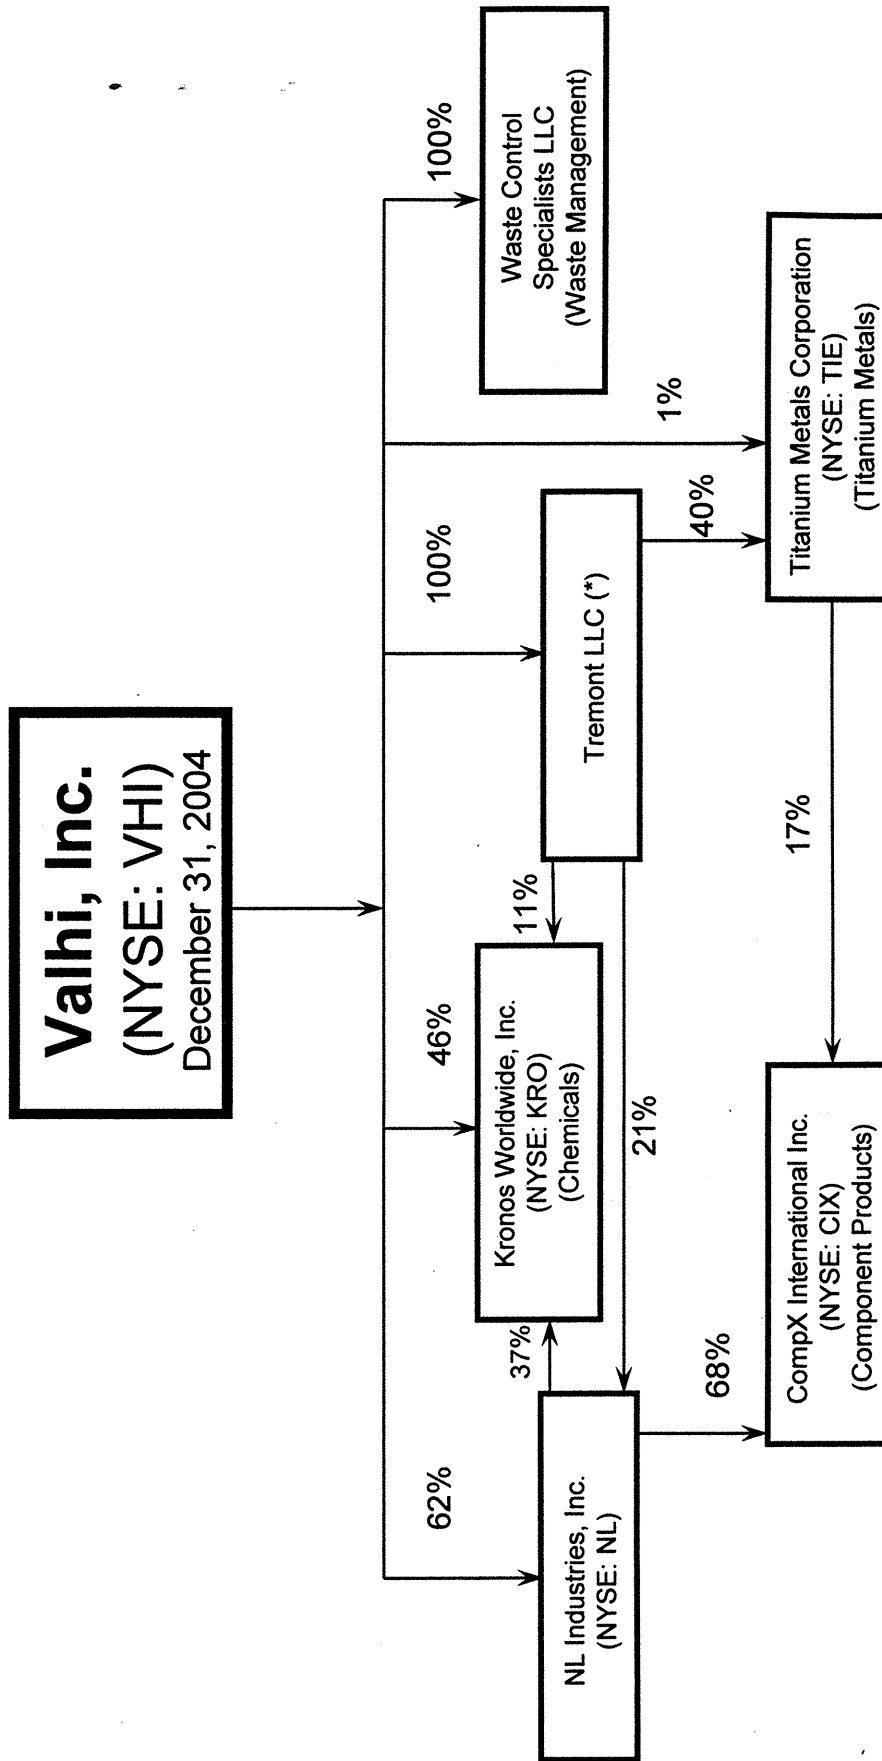 Valhi, Inc.
(NYSE: VHI)
December 31, 2004
62%
46%
100%
100%
NL Industries, Inc.
(NYSE: NL)
37%
Kronos Worldwide, Inc.
(NYSE: KRO)
(Chemicals)
11%
Tremont LLC (*)
Waste Control
Specialists LLC
(Waste Management)
21%
68%
40%
1%
CompX International Inc.
(NYSE: CIX)
(Component Products)
17%
Titanium Metals Corporation
(NYSE: TIE)
(Titanium Metals)